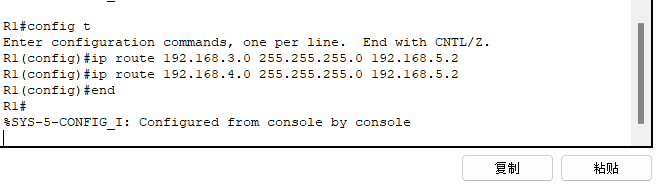 R1#config t
Enter configuration commands, one per line.  End with CNTL/Z.
R1(config)#ip route 192.168.3.0 255.255.255.0 192.168.5.2
R1(config)#ip route 192.168.4.0 255.255.255.0 192.168.5.2
R1(config)#end
R1#
%SYS-5-CONFIG_I: Configured from console by console
复制 粘贴